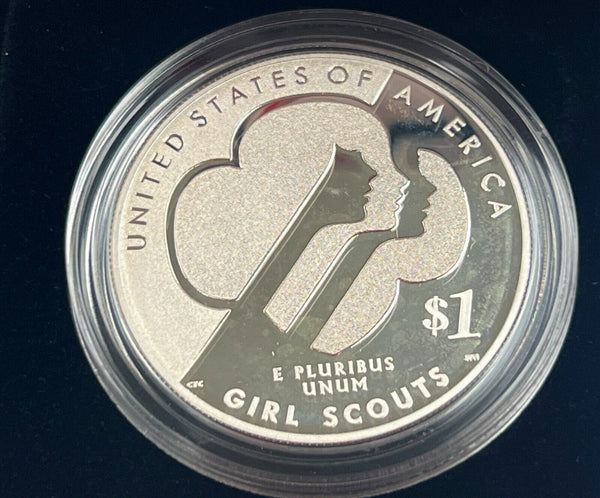 UNITED STATES OF AMERICA
$1
E PLURIBUS
UNUM
GIRL SCOUTS